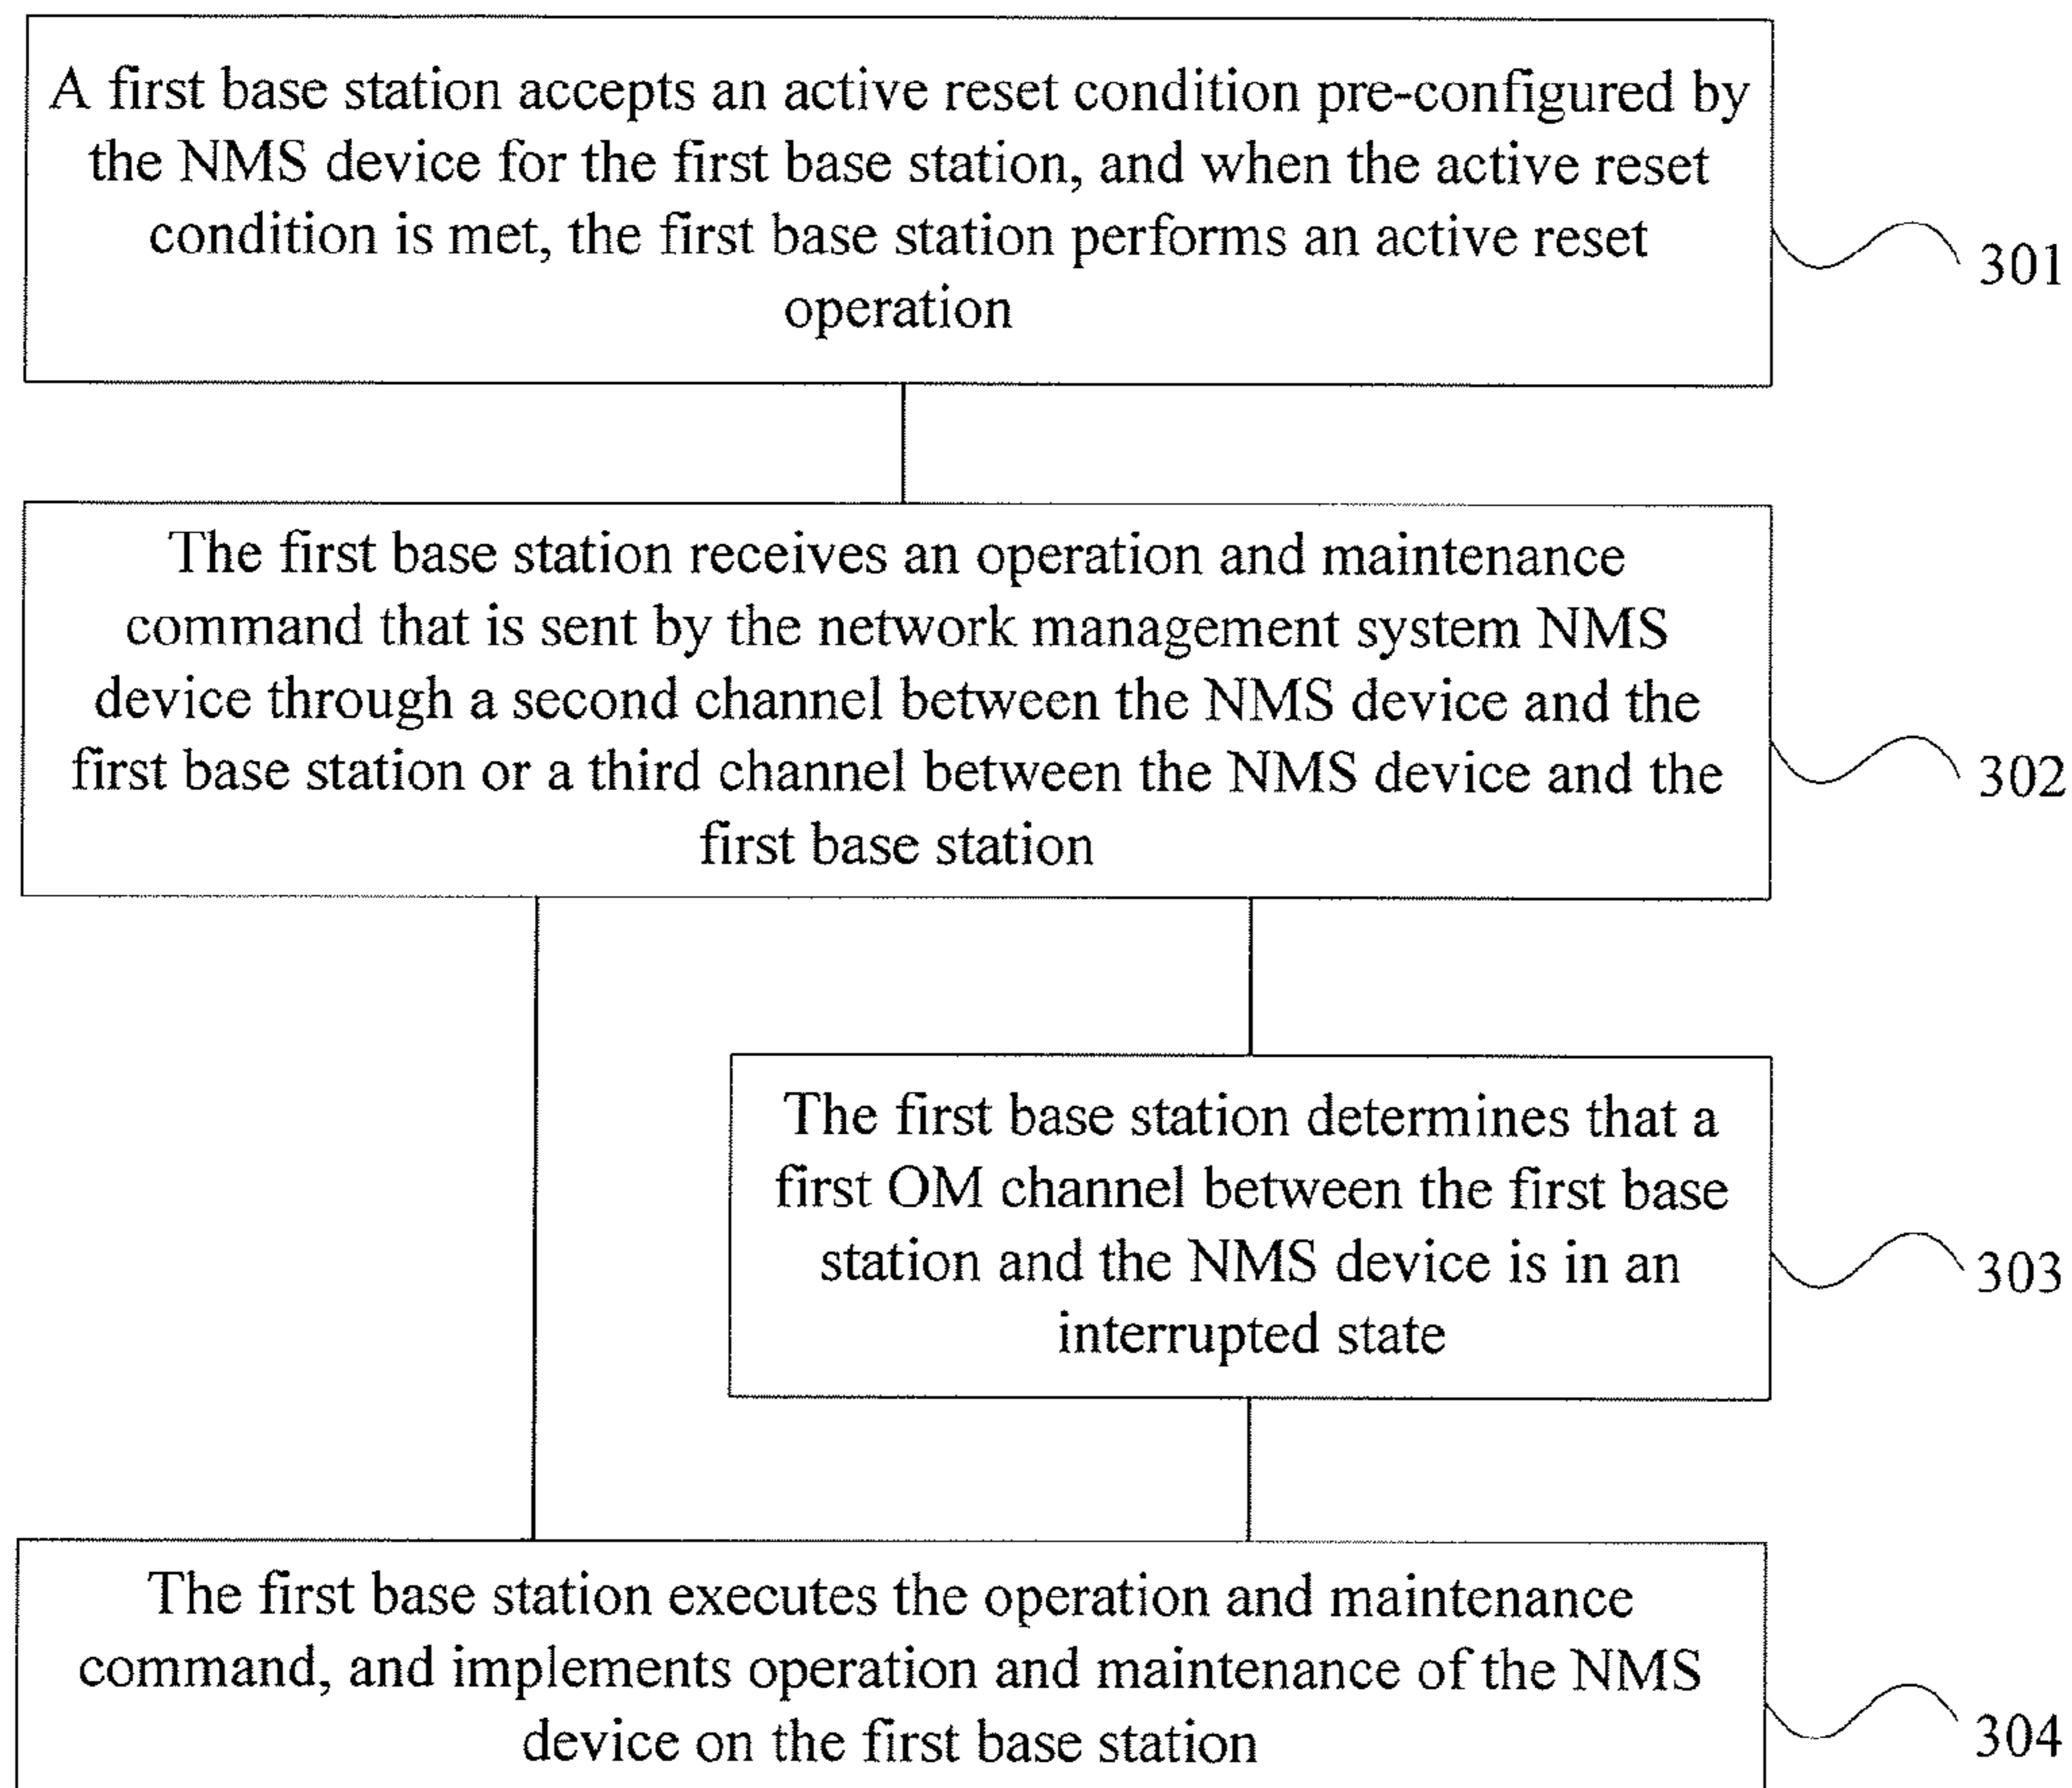 A first base station accepts an active reset condition pre-configured by
the NMS device for the first base station, and when the active reset
condition is met, the first base station performs an active reset
operation
301
The first base station receives an operation and maintenance
command that is sent by the network management system NMS
device through a second channel between the NMS device and the
first base station or a third channel between the NMS device and the
first base station
302
The first base station determines that a
first OM channel between the first base
station and the NMS device is in an
interrupted state
303
The first base station executes the operation and maintenance
command, and implements operation and maintenance of the NMS
device on the first base station
304